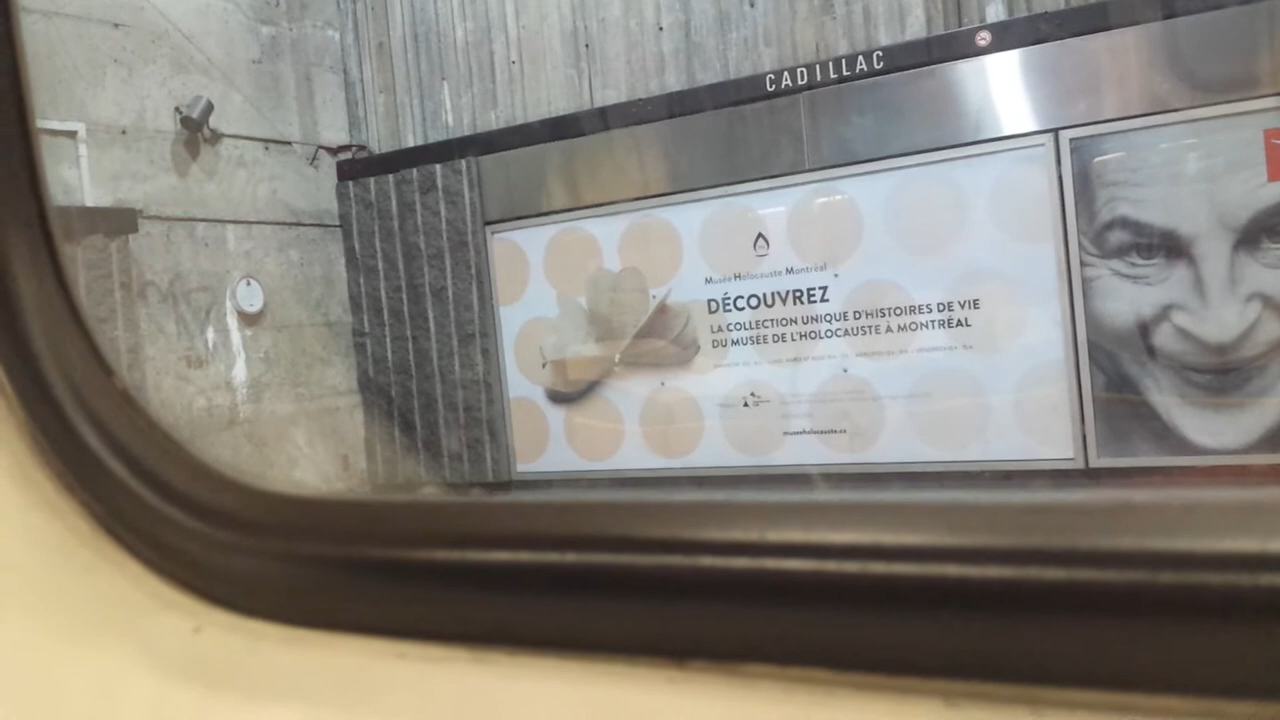 CADILLAC
Musée Holocauste Montréal
DÉCOUVREZ
LA COLLECTION UNIQUE D'HISTOIRES DE VIE
DU MUSÉE DE L'HOLOCAUSTE À MONTRÉAL
museeholocauste.ca